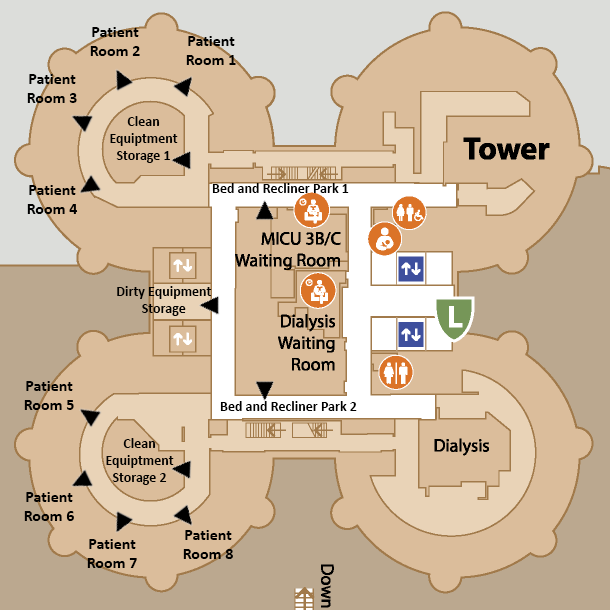 Patient
Room 2
Patient
Room 1
Patient
Room 3
Clean
Equiptment
Storage 1
Tower
Patient
Room 4
Bed and Recliner Park 1
MICU 3B/C
Waiting Room
Dirty Equipment
Storage
L
Dialysis
Waiting
Room
Patient
Room 5
Bed and Recliner Park 2
Clean
Equiptment
Storage 2
Dialysis
Patient
Room 6
Patient
Room 7
Patient
Room 8
Down